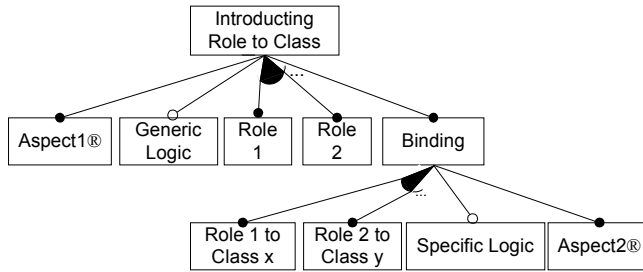 Introducting
Role to Class
...
Aspect1®
Generic
Logic
Role
1
Role
2
Binding
...
Role 1 to
Class x
Role 2 to
Class y
Specific Logic
Aspect2®